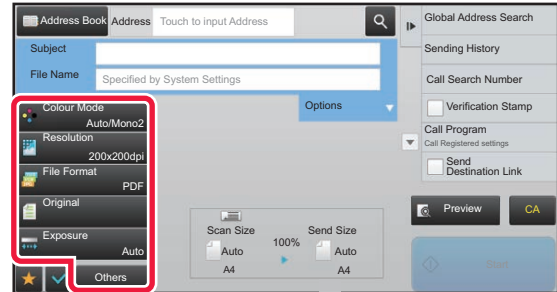 Address Book
Address
Touch to input Address
Subject
File Name
Specified by System Settings
Options
Colour Mode
Auto/Mono2
Resolution
200x200dpi
File Format
PDF
Original
Exposure
Auto
Others
Scan Size
Auto
A4
100%
Send Size
Auto
A4
Global Address Search
Sending History
Call Search Number
Verification Stamp
Call Program
Call Registered settings
Send
Destination Link
Preview
CA
Start